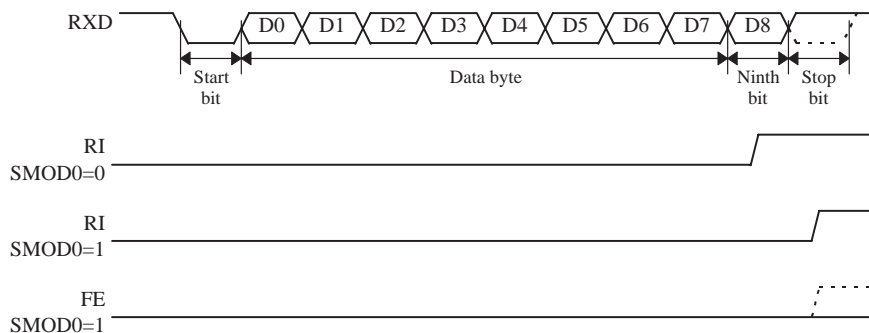 RXD D0 D1 D2 D3 D4 D5 D6 D7 D8
Start bit Data byte Ninth bit Stop bit
RI
SMOD0=0
RI
SMOD0=1
FE
SMOD0=1